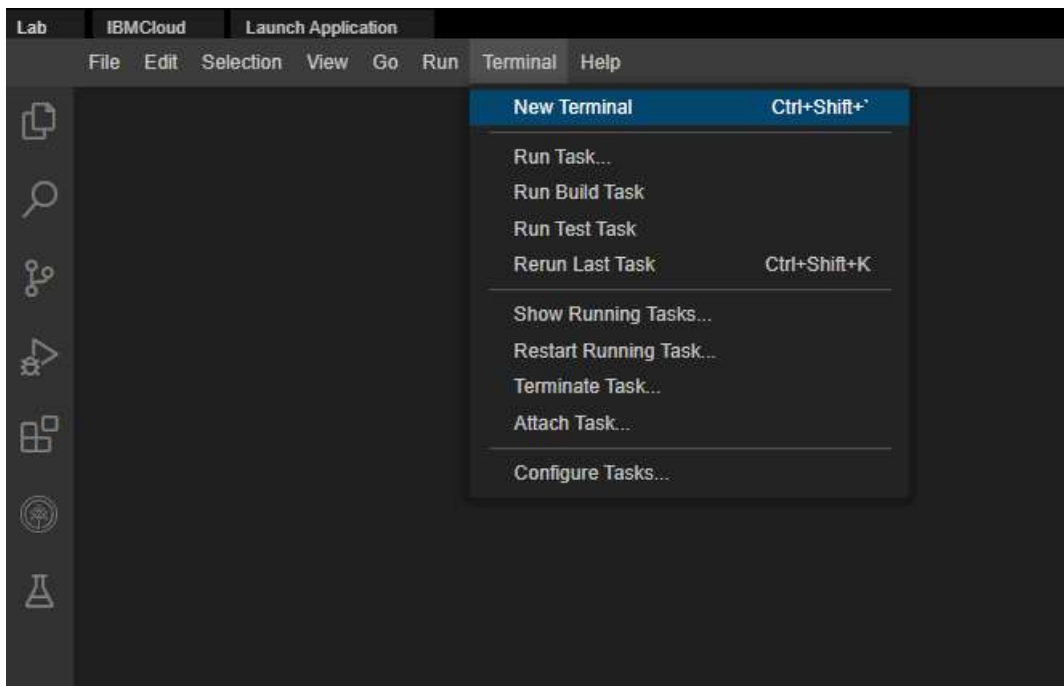 Lab IBMCloud Launch Application
File Edit Selection View Go Run Terminal Help
New Terminal Ctrl+Shift+`
Run Task...
Run Build Task
Run Test Task
Rerun Last Task Ctrl+Shift+K
Show Running Tasks...
Restart Running Task...
Terminate Task...
Attach Task...
Configure Tasks...